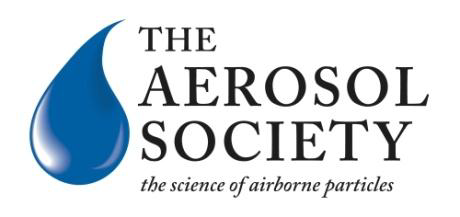 THE
AEROSOL
SOCIETY
the science of airborne particles